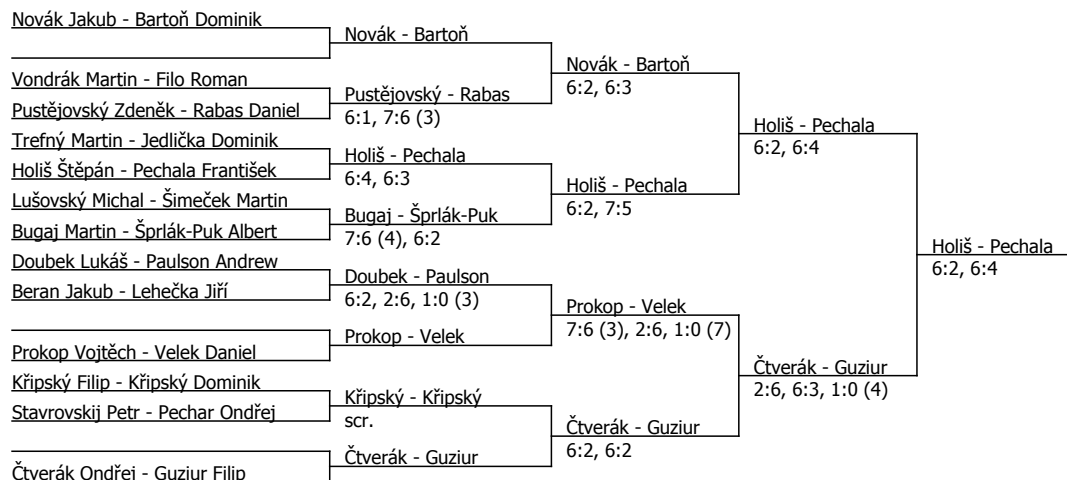 Novák Jakub - Bartoň Dominik
Novák - Bartoň
Novák - Bartoň
6:2, 6:3
Vondrák Martin - Filo Roman
Pustějovský Zdeněk - Rabas Daniel
Pustějovský - Rabas
6:1, 7:6 (3)
Holiš - Pechala
6:2, 6:4
Trefný Martin - Jedlička Dominik
Holiš Štěpán - Pechala František
Holiš - Pechala
6:4, 6:3
Holiš - Pechala
6:2, 7:5
Lušovský Michal - Šimeček Martin
Bugaj Martin - Šprlák-Puk Albert
Bugaj - Šprlák-Puk
7:6 (4), 6:2
Holiš - Pechala
6:2, 6:4
Doubek Lukáš - Paulson Andrew
Beran Jakub - Lehečka Jiří
Doubek - Paulson
6:2, 2:6, 1:0 (3)
Prokop - Velek
7:6 (3), 2:6, 1:0 (7)
Prokop Vojtěch - Velek Daniel
Prokop - Velek
Čtverák - Guziur
2:6, 6:3, 1:0 (4)
Křipský Filip - Křipský Dominik
Stavrovskij Petr - Pechar Ondřej
Křipský - Křipský
scr.
Čtverák - Guziur
6:2, 6:2
Čtverák Ondřej - Guziur Filip
Čtverák - Guziur